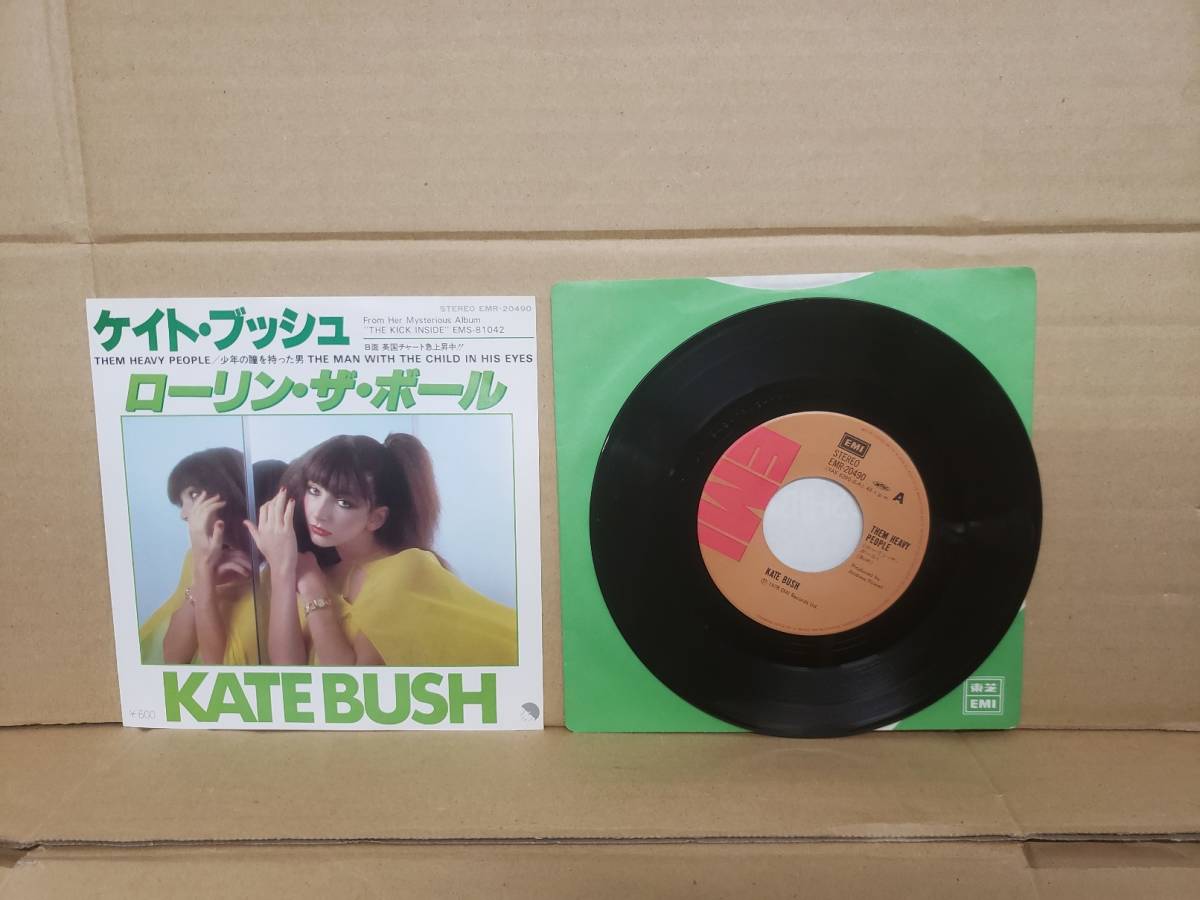 STEREO EMR-20490
ケイト・ブッシュ
From Her Mysterious Album
"THE KICK INSIDE" EMS-81042
B面 英国チャート急上昇中!!
THEM HEAVY PEOPLE/少年の瞳を持った男 THE MAN WITH THE CHILD IN HIS EYES
ローリン・ザ・ボール
KATE BUSH
¥600
EMI
EMI
STEREO
EMR-20490
A
THEM HEAVY
PEOPLE
Produced by
KATE BUSH
東芝
EMI